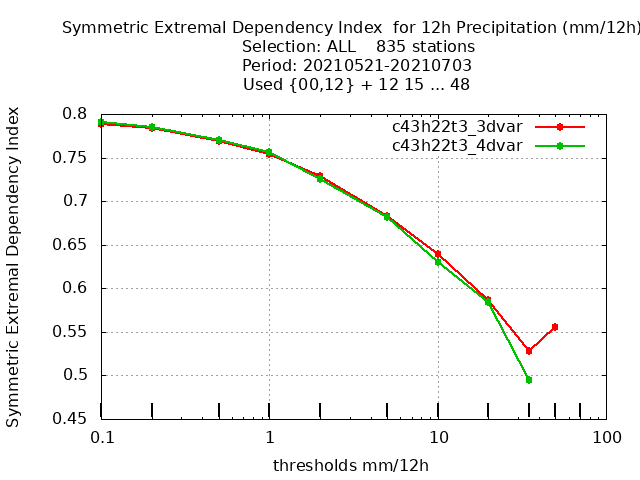 Symmetric Extremal Dependency Index  for 12h Precipitation (mm/12h)
Selection: ALL    835 stations
Period: 20210521-20210703
Used {00,12} + 12 15 ... 48
Symmetric Extremal Dependency Index
c43h22t3_3dvar
c43h22t3_4dvar
0.8
0.75
0.7
0.65
0.6
0.55
0.5
0.45
0.1
1
10
100
thresholds mm/12h